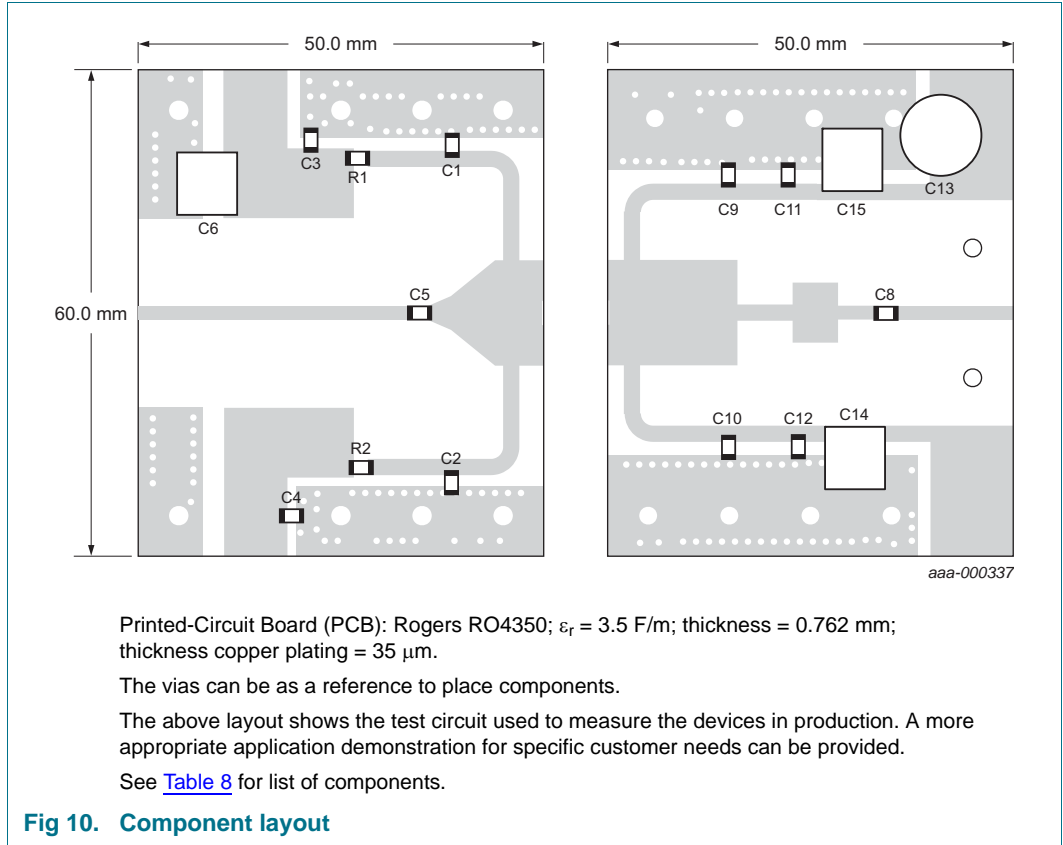 50.0 mm
50.0 mm
C3
R1
C1
C6
C9
C11
C15
C13
C5
C8
60.0 mm
C10
C12
C14
R2
C2
C4
aaa-000337
Printed-Circuit Board (PCB): Rogers RO4350; εr = 3.5 F/m; thickness = 0.762 mm;
thickness copper plating = 35 μm.
The vias can be as a reference to place components.
The above layout shows the test circuit used to measure the devices in production. A more
appropriate application demonstration for specific customer needs can be provided.
See Table 8 for list of components.
Fig 10. Component layout